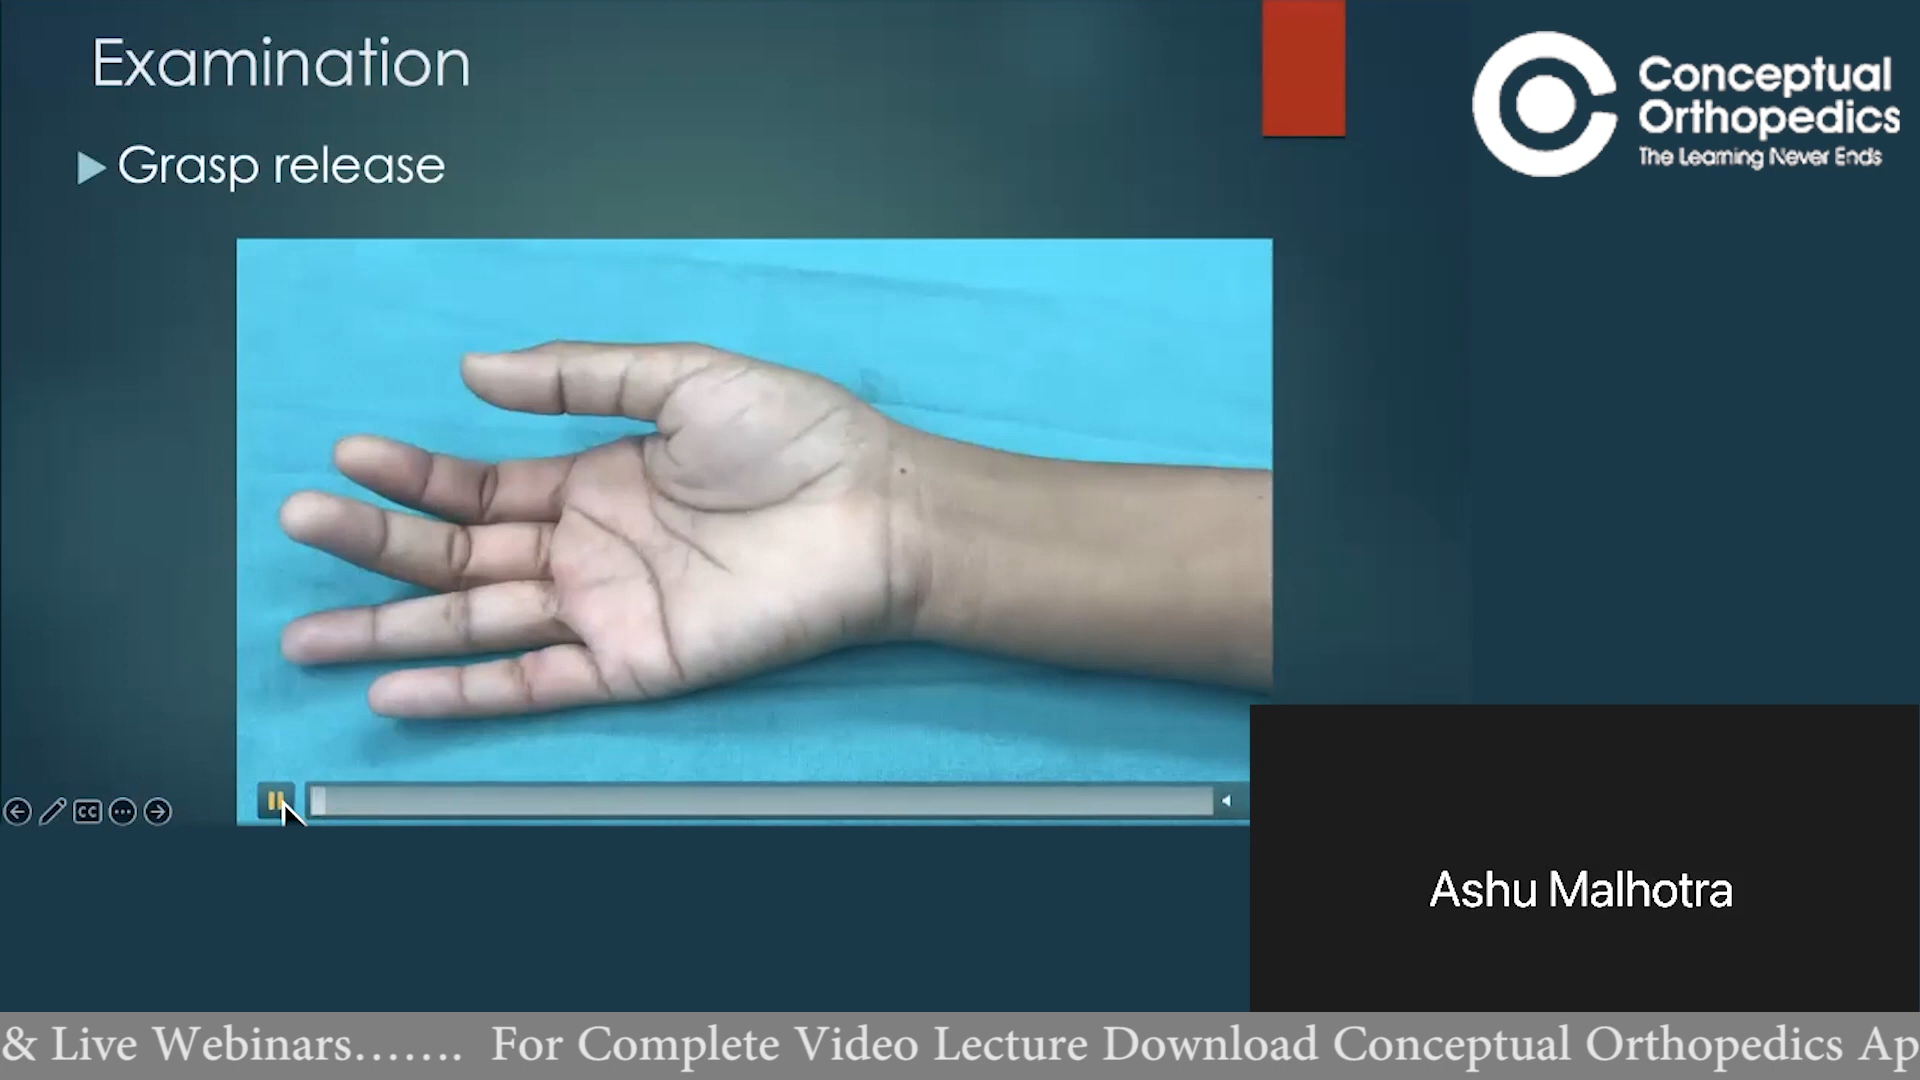 Examination
Grasp release
Conceptual
Orthopedics
The Learning Never Ends
CC
Ashu Malhotra
& Live Webinars....... For Complete Video Lecture Download Conceptual Orthopedics Ap